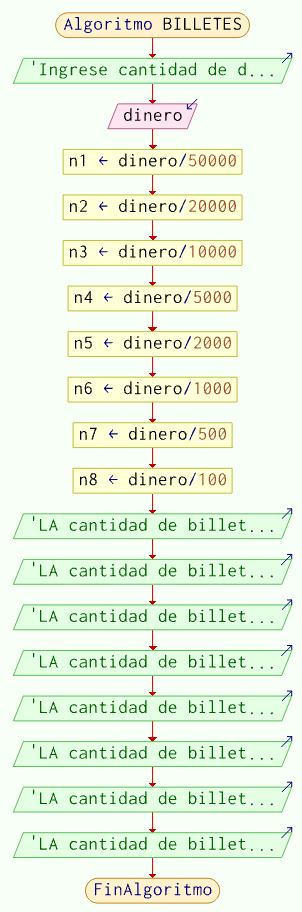 Algoritmo BILLETES
'Ingrese cantidad de d...
dinero
n1 ← dinero/50000
n2 ← dinero/20000
n3 ← dinero/10000
n4 ← dinero/5000
n5 ← dinero/2000
n6 ← dinero/1000
n7 ← dinero/500
n8 ← dinero/100
'LA cantidad de billet...
'LA cantidad de billet...
'LA cantidad de billet...
'LA cantidad de billet...
'LA cantidad de billet...
'LA cantidad de billet...
'LA cantidad de billet...
'LA cantidad de billet...
FinAlgoritmo